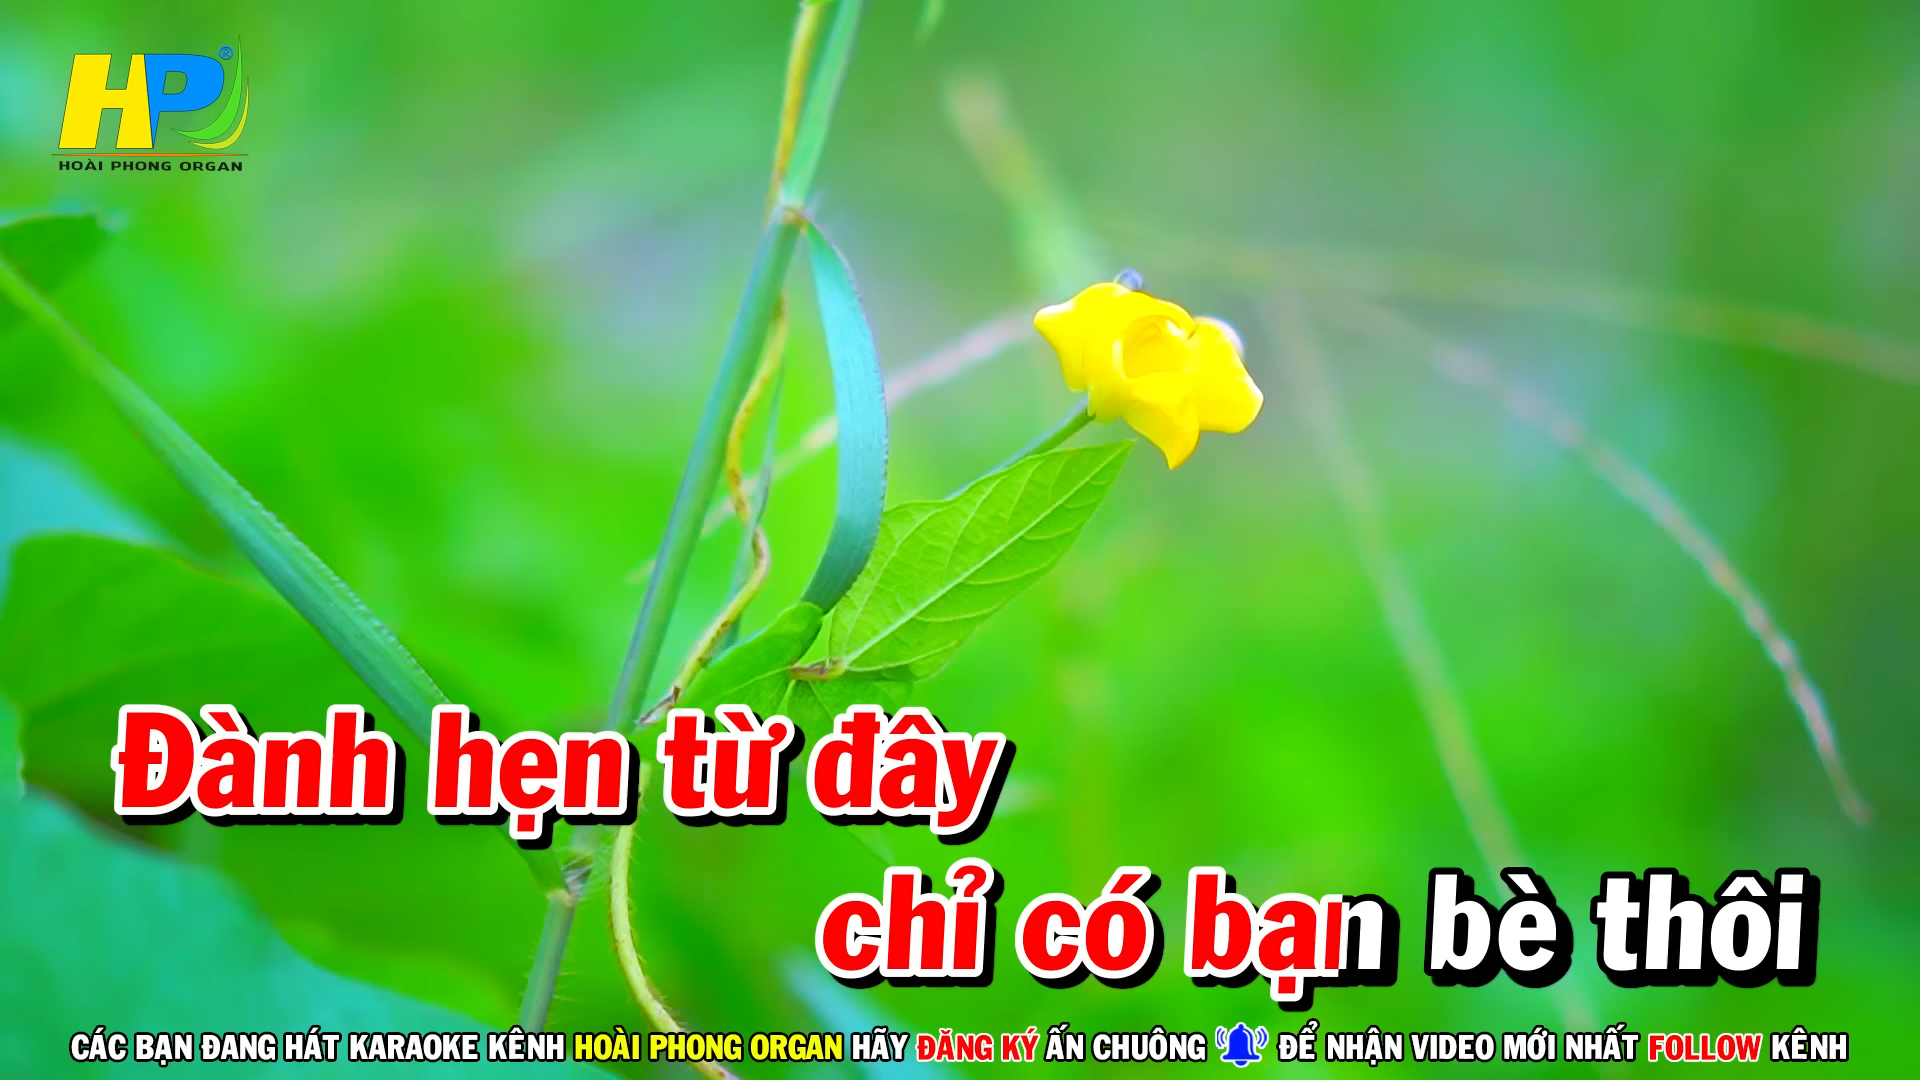 HP®
HOÀI PHONG ORGAN
Đành hẹn từ đây
chỉ có bạn bè thôi
CÁC BẠN ĐANG HÁT KARAOKE KÊNH HOÀI PHONG ORGAN HÃY ĐĂNG KÝ ẤN CHUÔNG ĐỂ NHẬN VIDEO MỚI NHẤT FOLLOW KÊNH